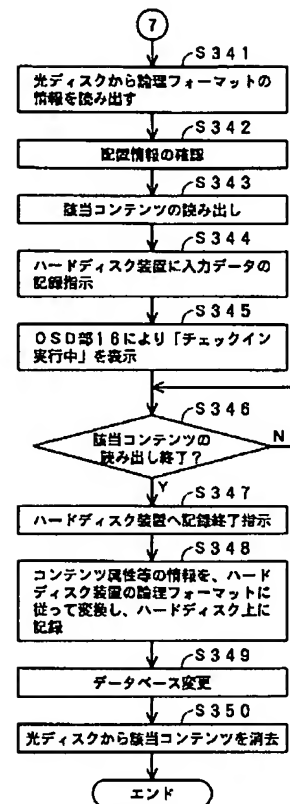 7
S341
光ディスクから論理フォーマットの
情報を読み出す
S342
配置情報の確認
S343
該当コンテンツの読み出し
S344
ハードディスク装置に入力データの
記録指示
S345
OSD部16により「チェックイン
実行中」を表示
S346
該当コンテンツの
読み出し終了?
N
Y
S347
ハードディスク装置へ記録終了指示
S348
コンテンツ属性等の情報を、ハード
ディスク装置の論理フォーマットに
従って変換し、ハードディスク上に
記録
S349
データベース変更
S350
光ディスクから該当コンテンツを消去
エンド